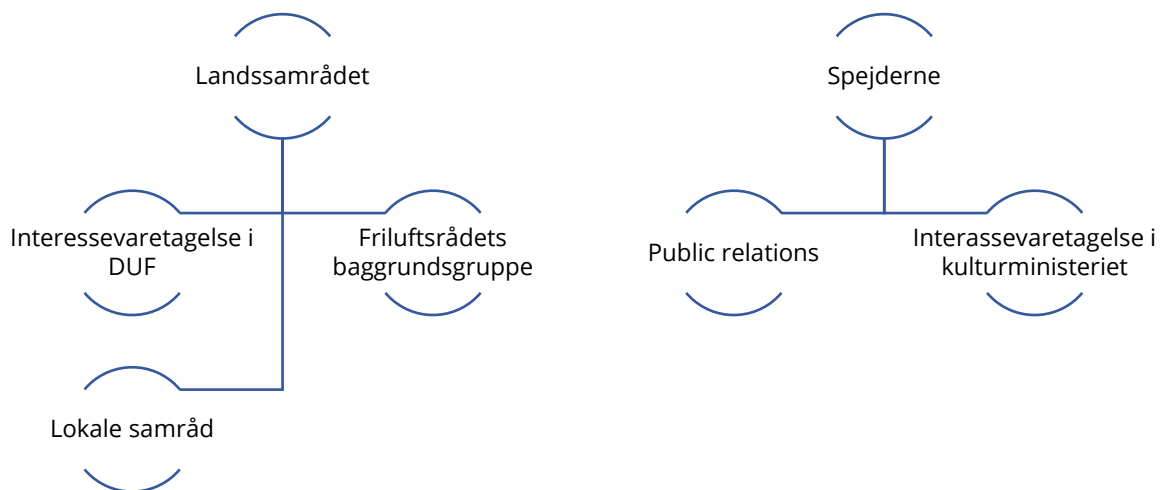 Landssamrådet
Spejderne
Interessevaretagelse i
DUF
Friluftsrådets
baggrundsgruppe
Public relations
Interassevaretagelse i
kulturministeriet
Lokale samråd